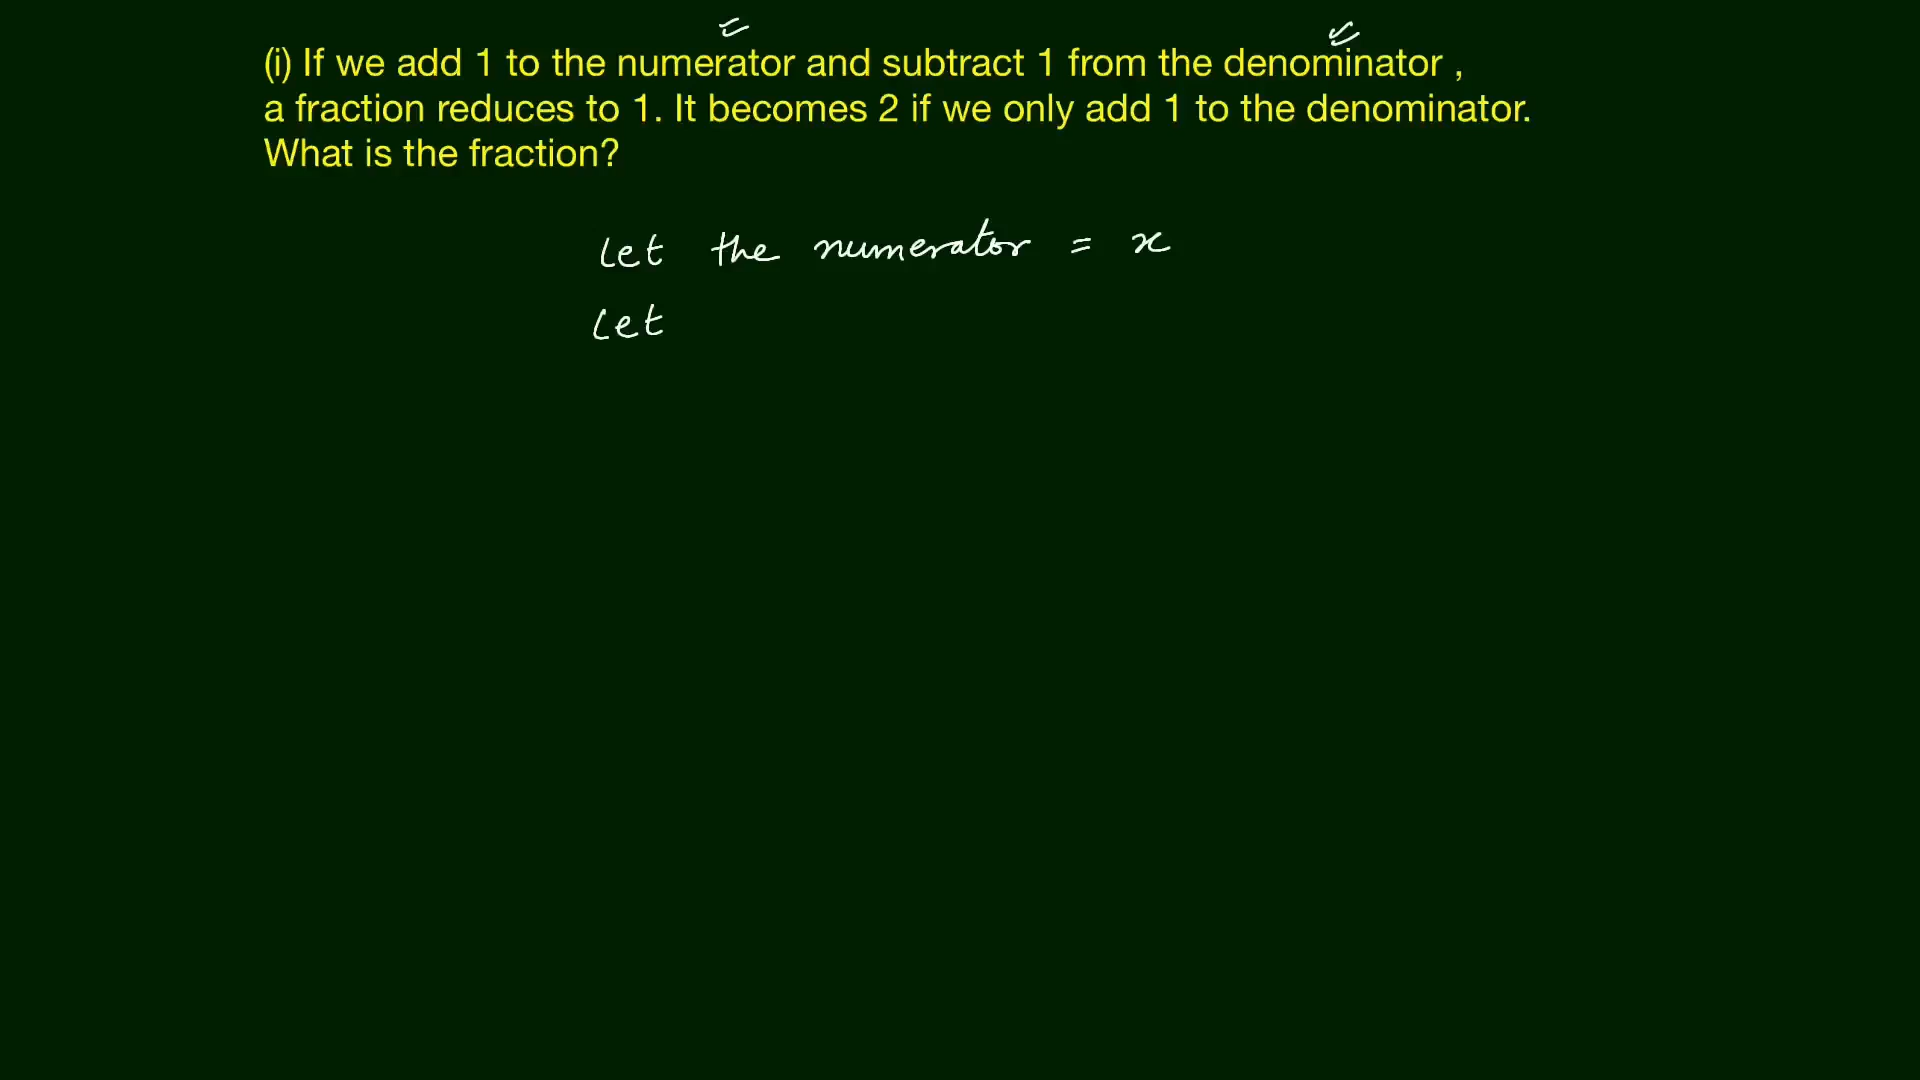 (i) If we add 1 to the numerator and subtract 1 from the denominator ,
a fraction reduces to 1. It becomes 2 if we only add 1 to the denominator.
What is the fraction?
Let the numerator = x
Let